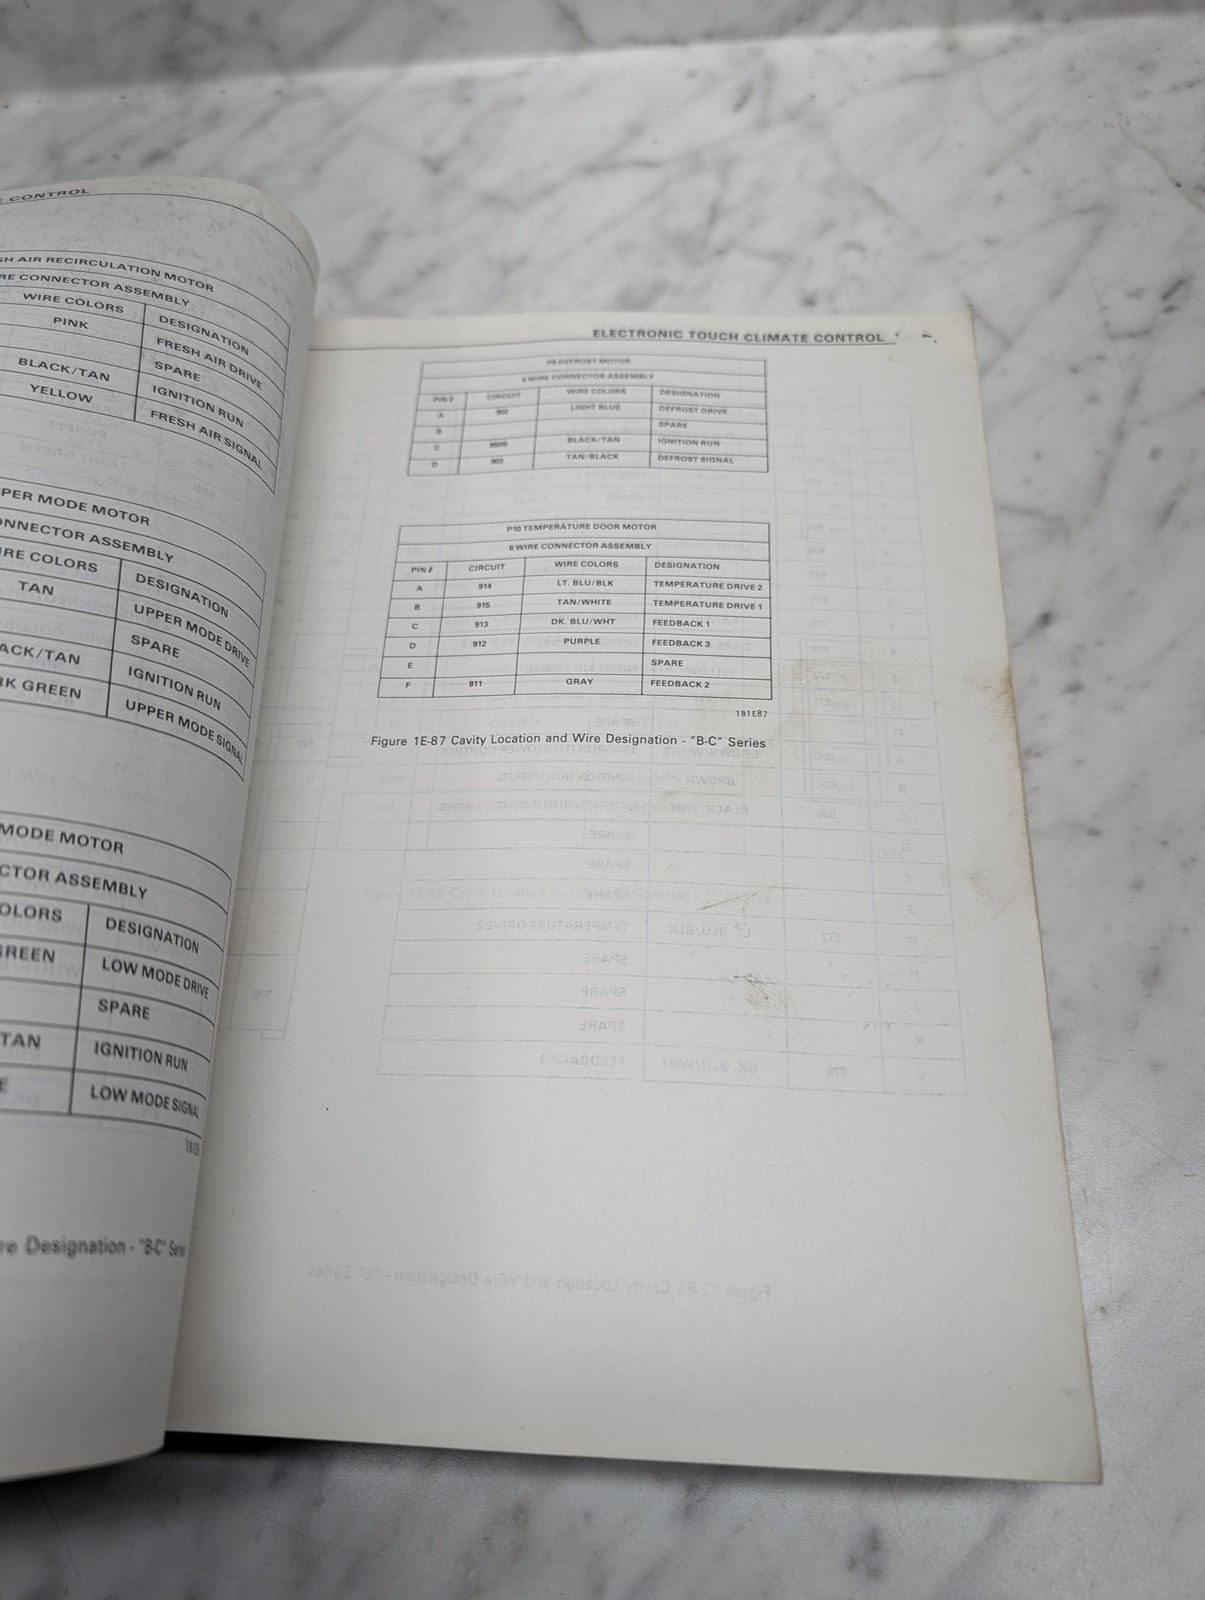 E CONTROL
SH AIR RECIRCULATION MOTOR
RE CONNECTOR ASSEMBLY
WIRE COLORS DESIGNATION
PINK FRESH AIR DRIVE
SPARE
BLACK/TAN IGNITION RUN
YELLOW FRESH AIR SIGNAL
PER MODE MOTOR
ONNECTOR ASSEMBLY
IRE COLORS DESIGNATION
TAN UPPER MODE DRIVE
SPARE
ACK/TAN IGNITION RUN
RK GREEN UPPER MODE SIGNAL
MODE MOTOR
CTOR ASSEMBLY
OLORS DESIGNATION
GREEN LOW MODE DRIVE
SPARE
TAN IGNITION RUN
E LOW MODE SIGNAL
re Designation - "B-C" Serie
ELECTRONIC TOUCH CLIMATE CONTROL
P9 DEFROST MOTOR
4 WIRE CONNECTOR ASSEMBLY
PIN # CIRCUIT WIRE COLORS DESIGNATION
A 902 LIGHT BLUE DEFROST DRIVE
B SPARE
C BLACK/TAN IGNITION RUN
D 903 TAN/BLACK DEFROST SIGNAL
P10 TEMPERATURE DOOR MOTOR
6 WIRE CONNECTOR ASSEMBLY
PIN # CIRCUIT WIRE COLORS DESIGNATION
A 914 LT. BLU/BLK TEMPERATURE DRIVE 2
B 915 TAN/WHITE TEMPERATURE DRIVE 1
C 913 DK. BLU/WHT FEEDBACK 1
D 912 PURPLE FEEDBACK 3
E SPARE
F 911 GRAY FEEDBACK 2
1B1E87
Figure 1E-87 Cavity Location and Wire Designation - "B-C" Series